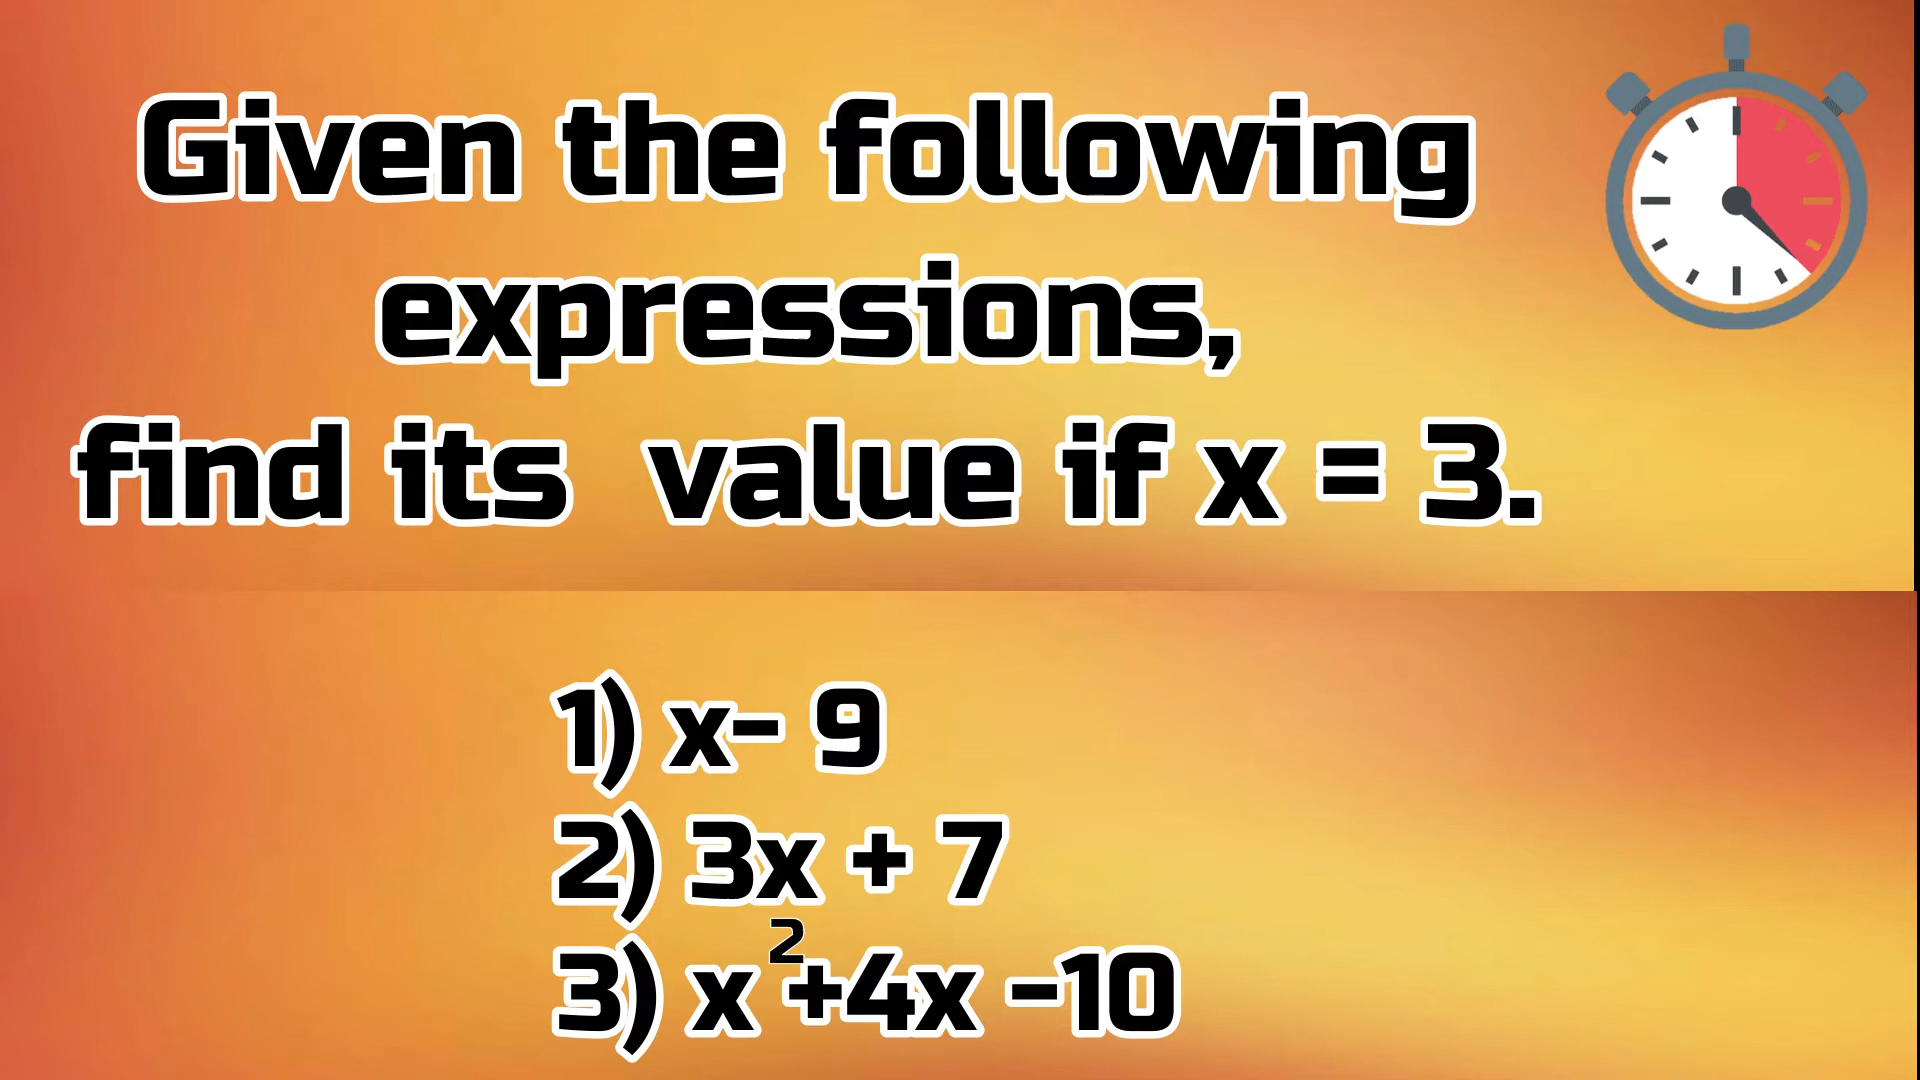 Given the following
expressions,
find its value if x = 3.
1) x- 9
2) 3x + 7
3) x²+4x -10